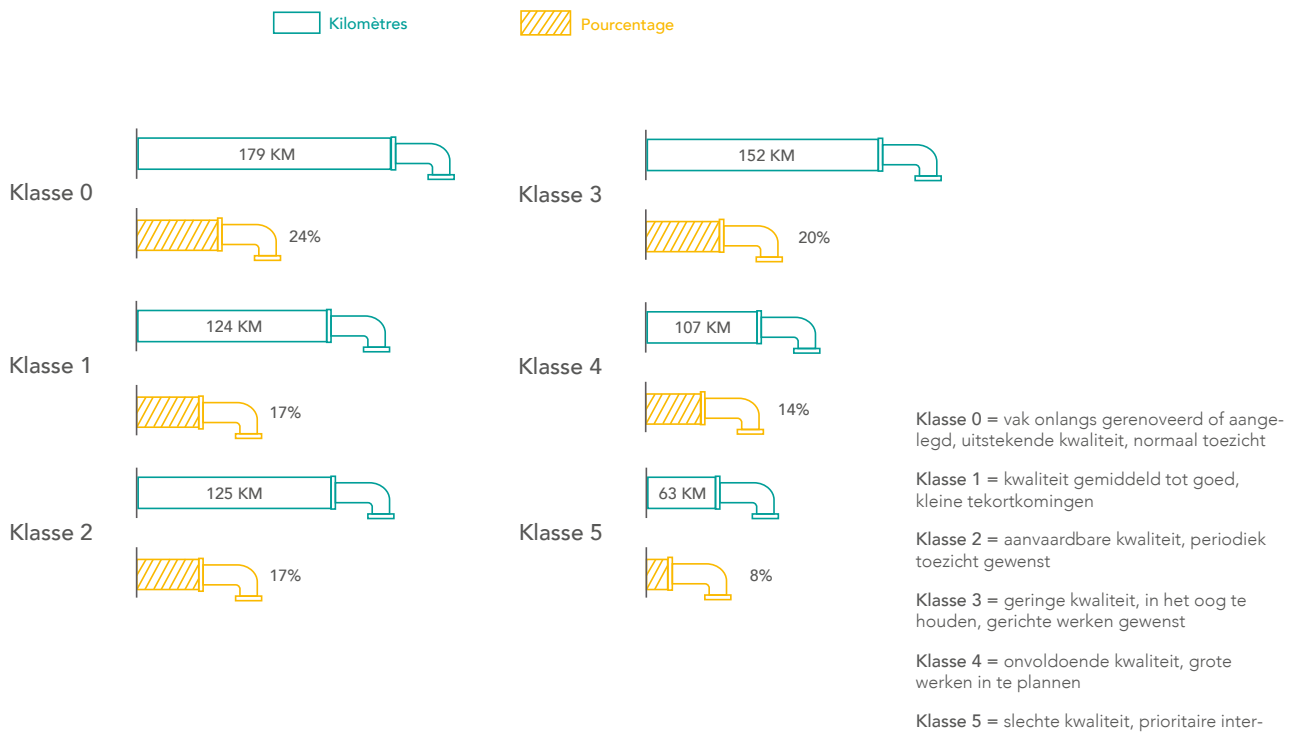 Kilomètres
Pourcentage
Klasse 0
179 KM
24%
Klasse 1
124 KM
17%
Klasse 2
125 KM
17%
Klasse 3
152 KM
20%
Klasse 4
107 KM
14%
Klasse 5
63 KM
8%
Klasse 0 = vak onlangs gerenoveerd of aange-
legd, uitstekende kwaliteit, normaal toezicht
Klasse 1 = kwaliteit gemiddeld tot goed,
kleine tekortkomingen
Klasse 2 = aanvaardbare kwaliteit, periodiek
toezicht gewenst
Klasse 3 = geringe kwaliteit, in het oog te
houden, gerichte werken gewenst
Klasse 4 = onvoldoende kwaliteit, grote
werken in te plannen
Klasse 5 = slechte kwaliteit, prioritaire inter-